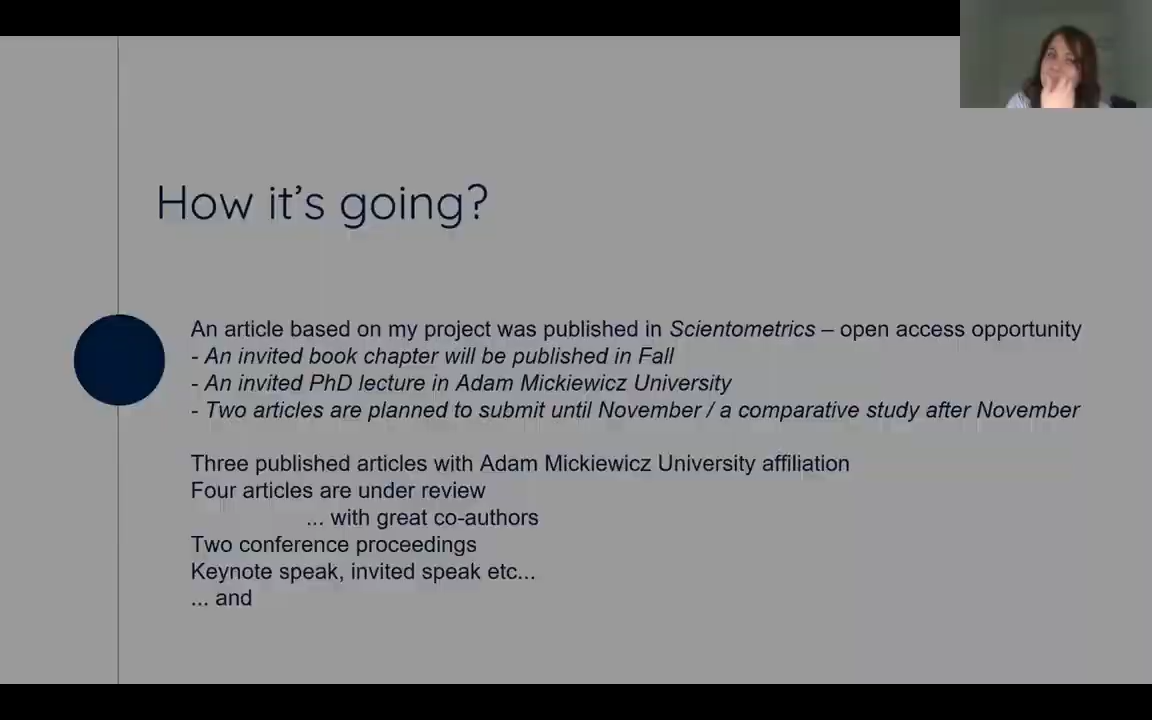 How it's going?
An article based on my project was published in Scientometrics – open access opportunity
- An invited book chapter will be published in Fall
- An invited PhD lecture in Adam Mickiewicz University
- Two articles are planned to submit until November / a comparative study after November
Three published articles with Adam Mickiewicz University affiliation
Four articles are under review
... with great co-authors
Two conference proceedings
Keynote speak, invited speak etc...
... and